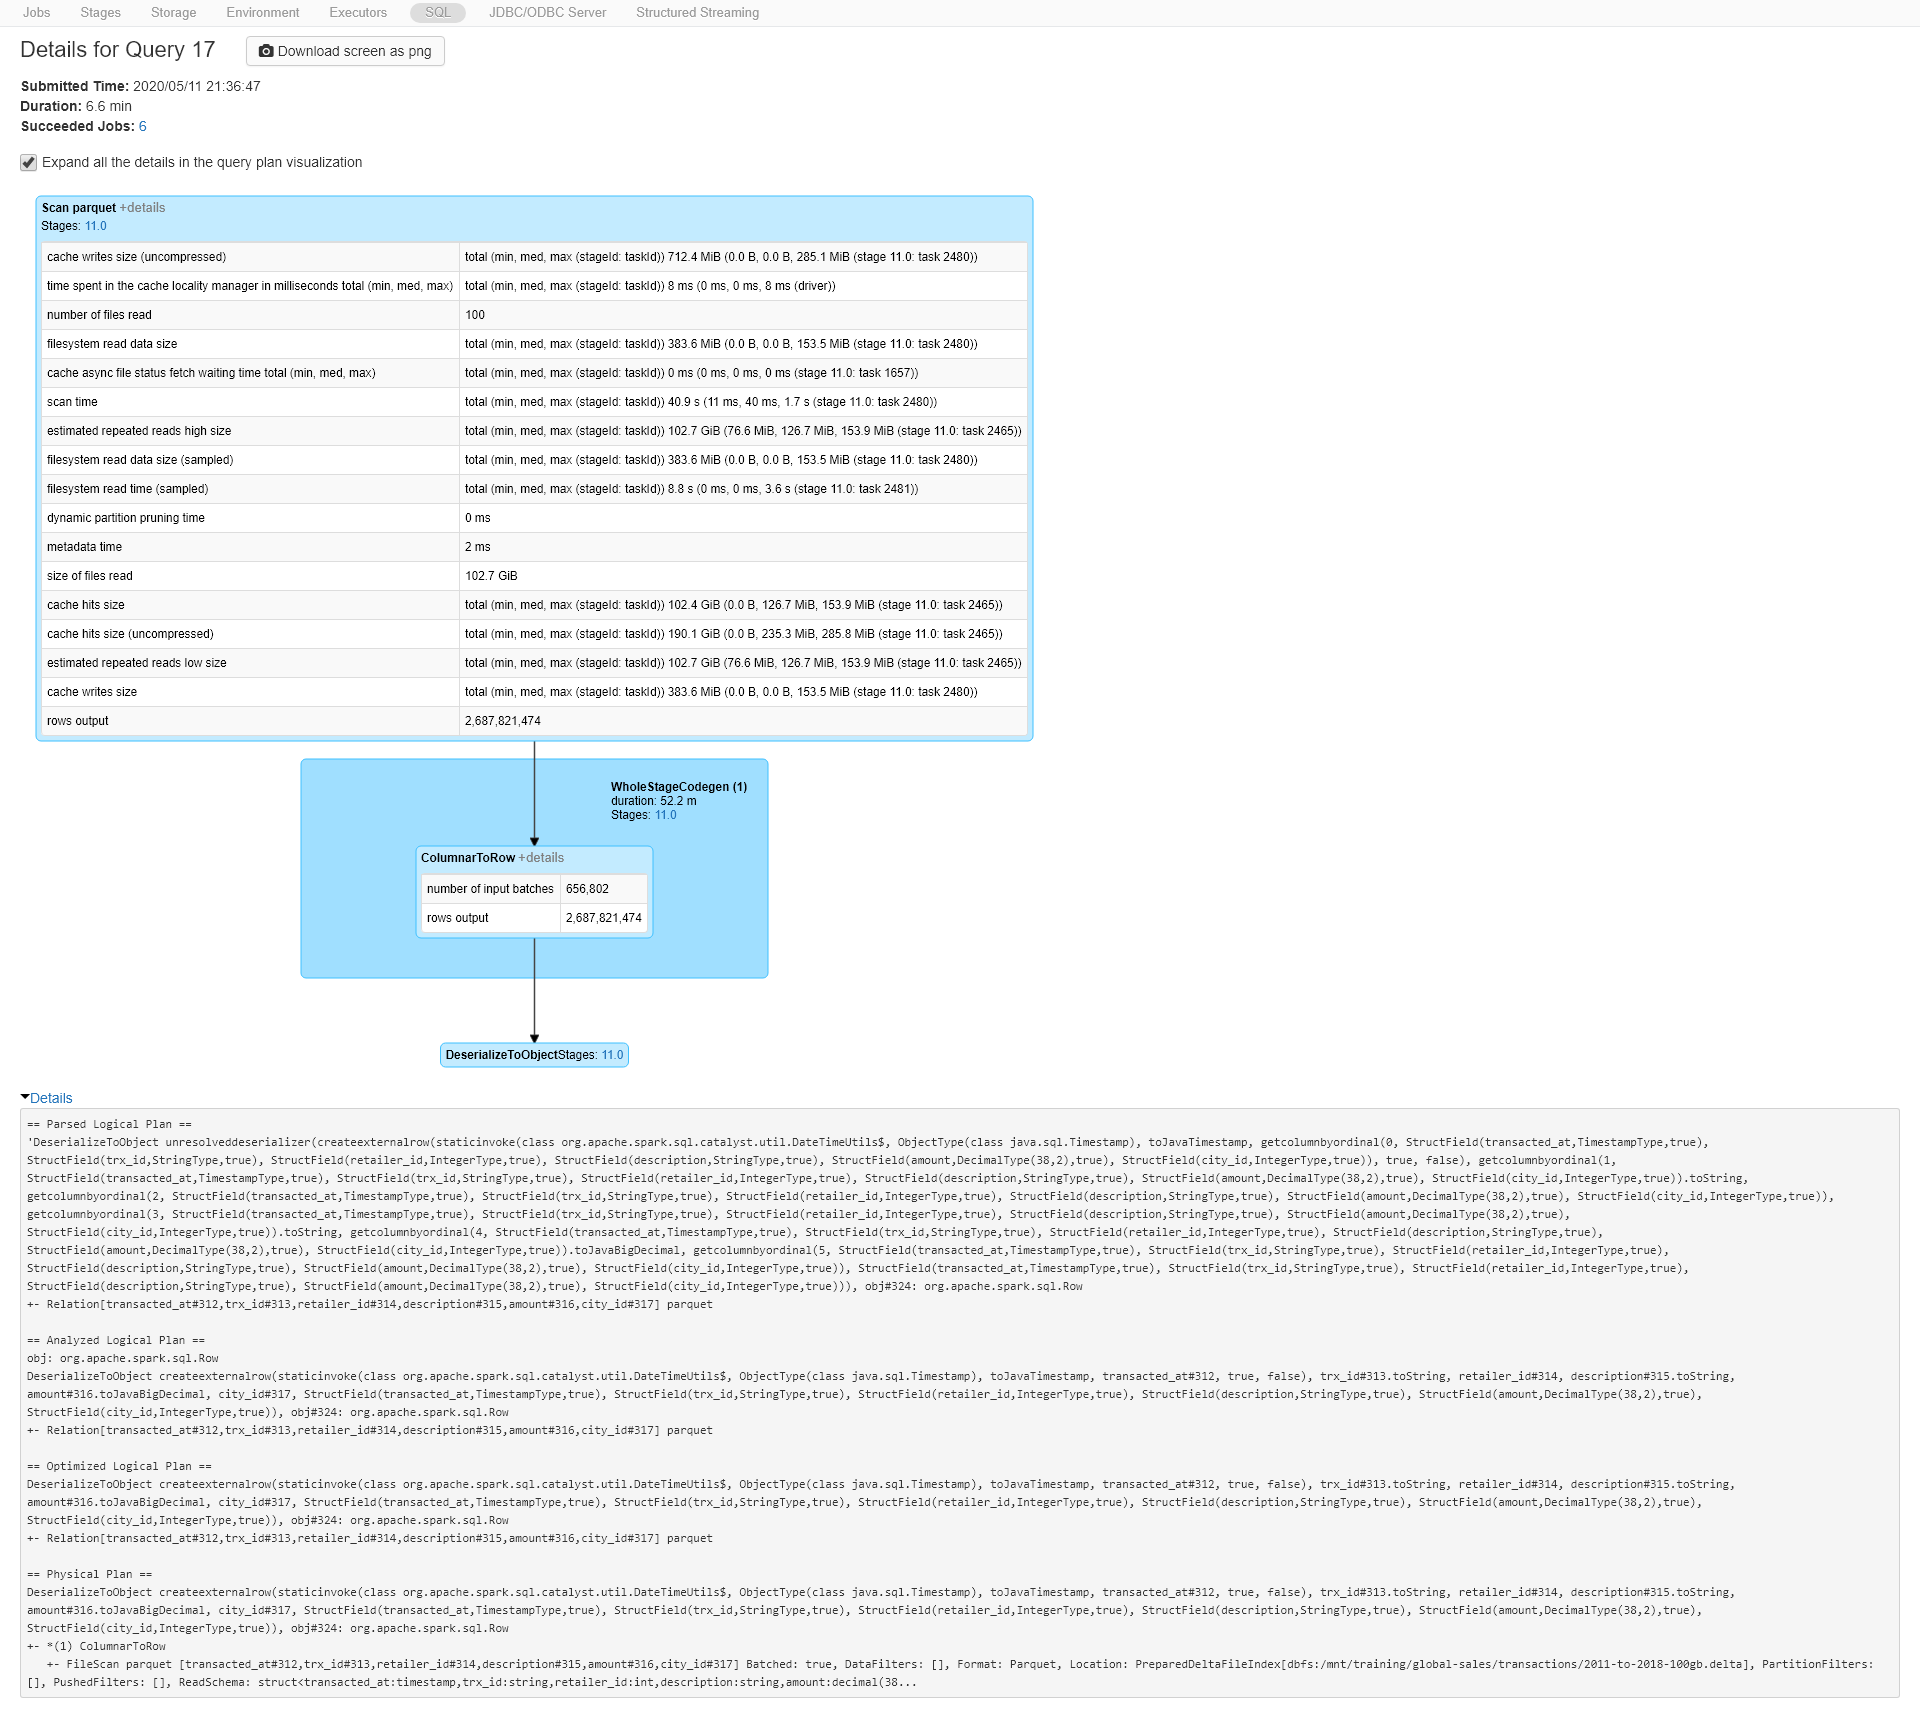 Jobs Stages Storage Environment Executors SQL JDBC/ODBC Server Structured Streaming
Details for Query 17 Download screen as png
Submitted Time: 2020/05/11 21:36:47
Duration: 6.6 min
Succeeded Jobs: 6
Expand all the details in the query plan visualization
Scan parquet +details
Stages: 11.0
cache writes size (uncompressed) total (min, med, max (stageId: taskId)) 712.4 MiB (0.0 B, 0.0 B, 285.1 MiB (stage 11.0: task 2480))
time spent in the cache locality manager in milliseconds total (min, med, max) total (min, med, max (stageId: taskId)) 8 ms (0 ms, 0 ms, 8 ms (driver))
number of files read 100
filesystem read data size total (min, med, max (stageId: taskId)) 383.6 MiB (0.0 B, 0.0 B, 153.5 MiB (stage 11.0: task 2480))
cache async file status fetch waiting time total (min, med, max) total (min, med, max (stageId: taskId)) 0 ms (0 ms, 0 ms, 0 ms (stage 11.0: task 1657))
scan time total (min, med, max (stageId: taskId)) 40.9 s (11 ms, 40 ms, 1.7 s (stage 11.0: task 2480))
estimated repeated reads high size total (min, med, max (stageId: taskId)) 102.7 GiB (76.6 MiB, 126.7 MiB, 153.9 MiB (stage 11.0: task 2465))
filesystem read data size (sampled) total (min, med, max (stageId: taskId)) 383.6 MiB (0.0 B, 0.0 B, 153.5 MiB (stage 11.0: task 2480))
filesystem read time (sampled) total (min, med, max (stageId: taskId)) 8.8 s (0 ms, 0 ms, 3.6 s (stage 11.0: task 2481))
dynamic partition pruning time 0 ms
metadata time 2 ms
size of files read 102.7 GiB
cache hits size total (min, med, max (stageId: taskId)) 102.4 GiB (0.0 B, 126.7 MiB, 153.9 MiB (stage 11.0: task 2465))
cache hits size (uncompressed) total (min, med, max (stageId: taskId)) 190.1 GiB (0.0 B, 235.3 MiB, 285.8 MiB (stage 11.0: task 2465))
estimated repeated reads low size total (min, med, max (stageId: taskId)) 102.7 GiB (76.6 MiB, 126.7 MiB, 153.9 MiB (stage 11.0: task 2465))
cache writes size total (min, med, max (stageId: taskId)) 383.6 MiB (0.0 B, 0.0 B, 153.5 MiB (stage 11.0: task 2480))
rows output 2,687,821,474
WholeStageCodegen (1)
duration: 52.2 m
Stages: 11.0
ColumnarToRow +details
number of input batches 656,802
rows output 2,687,821,474
DeserializeToObjectStages: 11.0
Details
== Parsed Logical Plan ==
'DeserializeToObject unresolveddeserializer(createexternalrow(staticinvoke(class org.apache.spark.sql.catalyst.util.DateTimeUtils$, ObjectType(class java.sql.Timestamp), toJavaTimestamp, getcolumnbyordinal(0, StructField(transacted_at,TimestampType,true),
StructField(trx_id,StringType,true), StructField(retailer_id,IntegerType,true), StructField(description,StringType,true), StructField(amount,DecimalType(38,2),true), StructField(city_id,IntegerType,true)), true, false), getcolumnbyordinal(1,
StructField(transacted_at,TimestampType,true), StructField(trx_id,StringType,true), StructField(retailer_id,IntegerType,true), StructField(description,StringType,true), StructField(amount,DecimalType(38,2),true), StructField(city_id,IntegerType,true)).toString,
getcolumnbyordinal(2, StructField(transacted_at,TimestampType,true), StructField(trx_id,StringType,true), StructField(retailer_id,IntegerType,true), StructField(description,StringType,true), StructField(amount,DecimalType(38,2),true), StructField(city_id,IntegerType,true)),
getcolumnbyordinal(3, StructField(transacted_at,TimestampType,true), StructField(trx_id,StringType,true), StructField(retailer_id,IntegerType,true), StructField(description,StringType,true), StructField(amount,DecimalType(38,2),true),
StructField(city_id,IntegerType,true)).toString, getcolumnbyordinal(4, StructField(transacted_at,TimestampType,true), StructField(trx_id,StringType,true), StructField(retailer_id,IntegerType,true), StructField(description,StringType,true),
StructField(amount,DecimalType(38,2),true), StructField(city_id,IntegerType,true)).toJavaBigDecimal, getcolumnbyordinal(5, StructField(transacted_at,TimestampType,true), StructField(trx_id,StringType,true), StructField(retailer_id,IntegerType,true),
StructField(description,StringType,true), StructField(amount,DecimalType(38,2),true), StructField(city_id,IntegerType,true)), StructField(transacted_at,TimestampType,true), StructField(trx_id,StringType,true), StructField(retailer_id,IntegerType,true),
StructField(description,StringType,true), StructField(amount,DecimalType(38,2),true), StructField(city_id,IntegerType,true))), obj#324: org.apache.spark.sql.Row
+- Relation[transacted_at#312,trx_id#313,retailer_id#314,description#315,amount#316,city_id#317] parquet
== Analyzed Logical Plan ==
obj: org.apache.spark.sql.Row
DeserializeToObject createexternalrow(staticinvoke(class org.apache.spark.sql.catalyst.util.DateTimeUtils$, ObjectType(class java.sql.Timestamp), toJavaTimestamp, transacted_at#312, true, false), trx_id#313.toString, retailer_id#314, description#315.toString,
amount#316.toJavaBigDecimal, city_id#317, StructField(transacted_at,TimestampType,true), StructField(trx_id,StringType,true), StructField(retailer_id,IntegerType,true), StructField(description,StringType,true), StructField(amount,DecimalType(38,2),true),
StructField(city_id,IntegerType,true)), obj#324: org.apache.spark.sql.Row
+- Relation[transacted_at#312,trx_id#313,retailer_id#314,description#315,amount#316,city_id#317] parquet
== Optimized Logical Plan ==
DeserializeToObject createexternalrow(staticinvoke(class org.apache.spark.sql.catalyst.util.DateTimeUtils$, ObjectType(class java.sql.Timestamp), toJavaTimestamp, transacted_at#312, true, false), trx_id#313.toString, retailer_id#314, description#315.toString,
amount#316.toJavaBigDecimal, city_id#317, StructField(transacted_at,TimestampType,true), StructField(trx_id,StringType,true), StructField(retailer_id,IntegerType,true), StructField(description,StringType,true), StructField(amount,DecimalType(38,2),true),
StructField(city_id,IntegerType,true)), obj#324: org.apache.spark.sql.Row
+- Relation[transacted_at#312,trx_id#313,retailer_id#314,description#315,amount#316,city_id#317] parquet
== Physical Plan ==
DeserializeToObject createexternalrow(staticinvoke(class org.apache.spark.sql.catalyst.util.DateTimeUtils$, ObjectType(class java.sql.Timestamp), toJavaTimestamp, transacted_at#312, true, false), trx_id#313.toString, retailer_id#314, description#315.toString,
amount#316.toJavaBigDecimal, city_id#317, StructField(transacted_at,TimestampType,true), StructField(trx_id,StringType,true), StructField(retailer_id,IntegerType,true), StructField(description,StringType,true), StructField(amount,DecimalType(38,2),true),
StructField(city_id,IntegerType,true)), obj#324: org.apache.spark.sql.Row
+- *(1) ColumnarToRow
+- FileScan parquet [transacted_at#312,trx_id#313,retailer_id#314,description#315,amount#316,city_id#317] Batched: true, DataFilters: [], Format: Parquet, Location: PreparedDeltaFileIndex[dbfs:/mnt/training/global-sales/transactions/2011-to-2018-100gb.delta], PartitionFilters:
[], PushedFilters: [], ReadSchema: struct<transacted_at:timestamp,trx_id:string,retailer_id:int,description:string,amount:decimal(38...